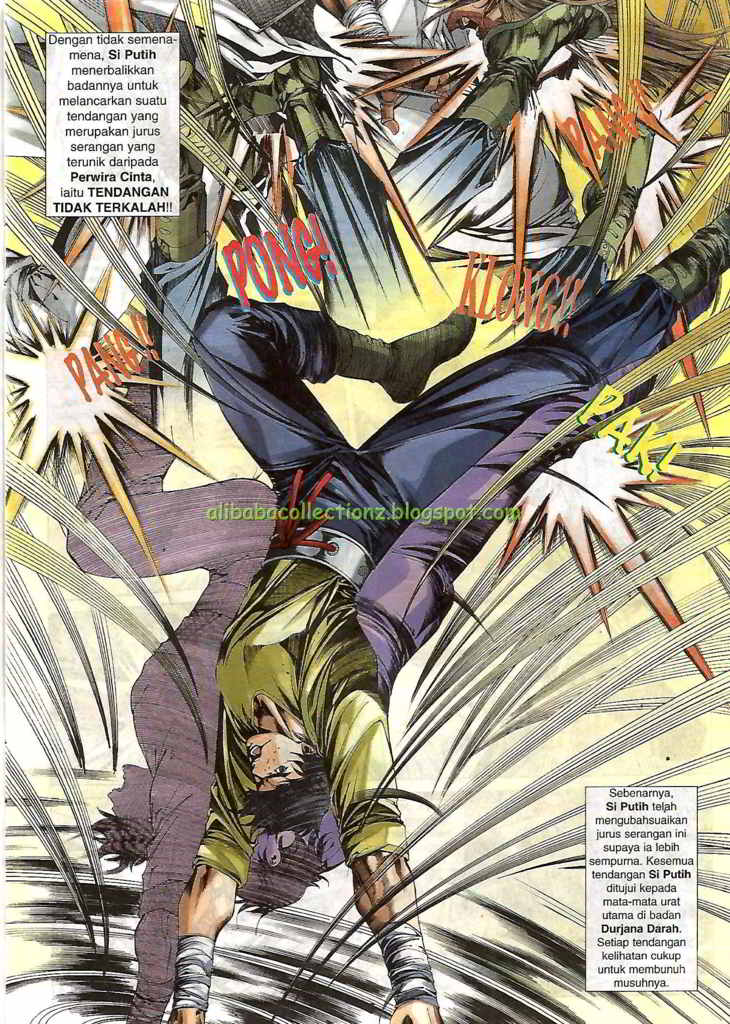 Dengan tidak semena-
mena, Si Putih
menerbalikkan
badannya untuk
melancarkan suatu
tendangan yang
merupakan jurus
serangan yang
terunik daripada
Perwira Cinta,
iaitu TENDANGAN
TIDAK TERKALAH!!
PANG!!
PONG!
KLONG!!
PANG!!
PAK!
alibabacollectionz.blogspot.com
Sebenarnya,
Si Putih telah
mengubahsuaikan
jurus serangan ini
supaya ia lebih
sempurna. Kesemua
tendangan Si Putih
ditujui kepada
mata-mata urat
utama di badan
Durjana Darah.
Setiap tendangan
kelihatan cukup
untuk membunuh
musuhnya.